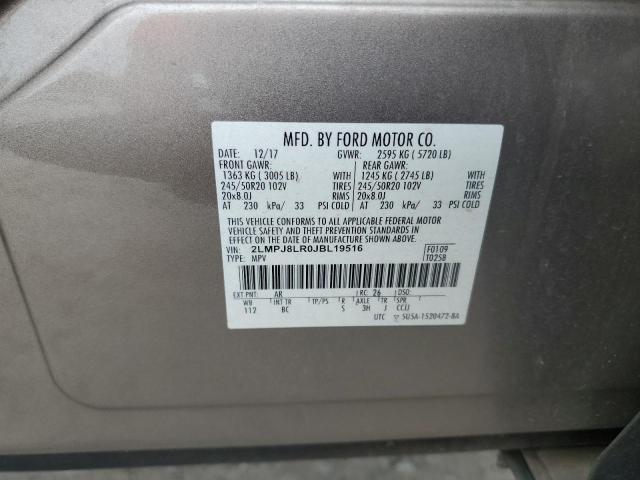 MFD. BY FORD MOTOR CO.
DATE: 12/17 GVWR: 2595 KG ( 5720 LB)
FRONT GAWR: REAR GAWR:
1363 KG ( 3005 LB) WITH 1245 KG ( 2745 LB) WITH
245/50R20 102V TIRES 245/50R20 102V TIRES
20x8.0J RIMS 20x8.0J RIMS
AT 230 kPa/ 33 PSI COLD AT 230 kPa/ 33 PSI COLD
THIS VEHICLE CONFORMS TO ALL APPLICABLE FEDERAL MOTOR
VEHICLE SAFETY AND THEFT PREVENTION STANDARDS IN
EFFECT ON THE DATE OF MANUFACTURE SHOWN ABOVE.
VIN: 2LMPJ8LR0JBL19516 F0109
TYPE: MPV T0258
EXT PNT: AR RC: 26 DSO:
WB INT TR TP/PS R AXLE TR SPR
112 BC S 3H J CCJJ
UTC 5U5A-1520472-BA